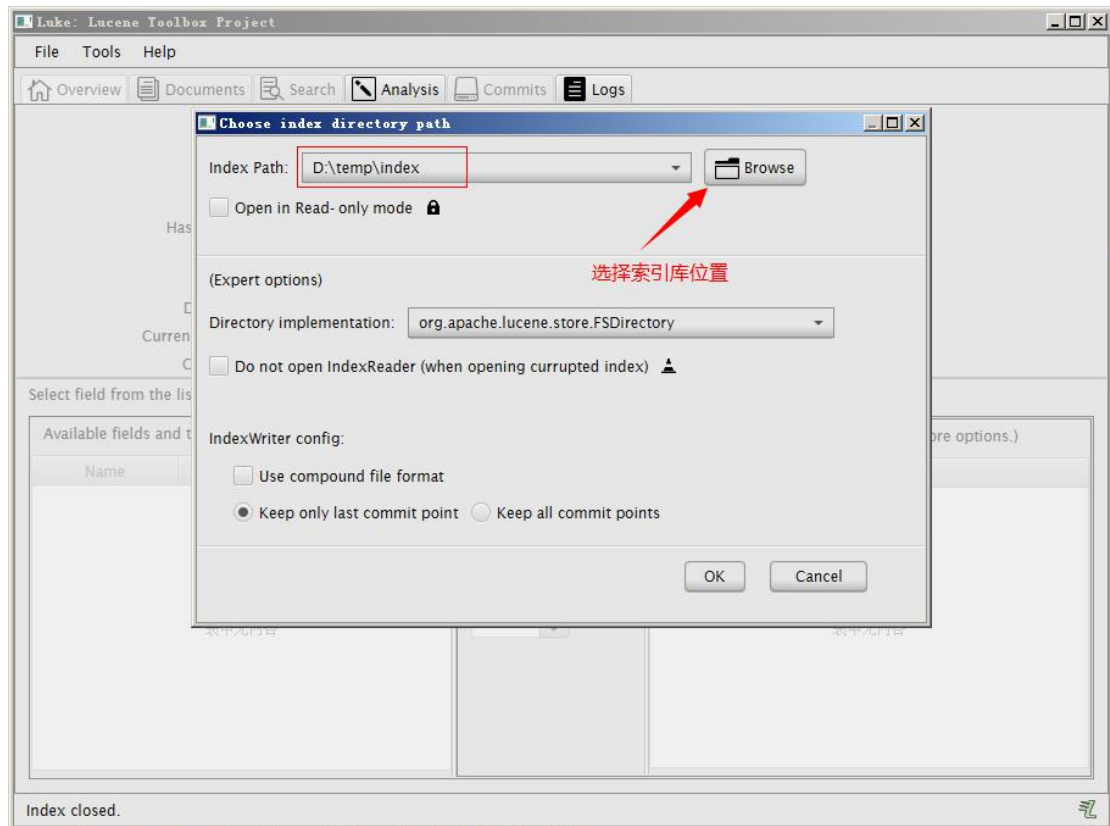 Luke: Lucene Toolbox Project
File Tools Help
Overview Documents Search Analysis Commits Logs
Choose index directory path
Index Path: D:\temp\index Browse
Open in Read- only mode
Has
选择索引库位置
(Expert options)
D
Directory implementation: org.apache.lucene.store.FSDirectory
Curren
C
Do not open IndexReader (when opening currupted index)
Select field from the lis
Available fields and t
ore options.)
IndexWriter config:
Name
Use compound file format
Keep only last commit point Keep all commit points
OK Cancel
Index closed.